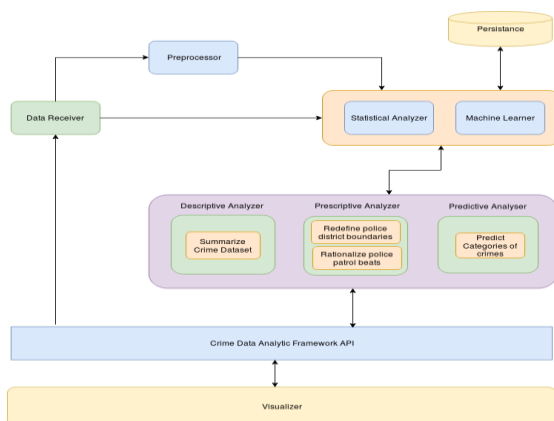 Persistance
Preprocessor
Data Receiver
Statistical Analyzer
Machine Learner
Descriptive Analyzer
Prescriptive Analyzer
Predictive Analyser
Summarize
Crime Dataset
Redefine police
district boundaries
Rationalize police
patrol beats
Predict
Categories of
crimes
Crime Data Analytic Framework API
Visualizer